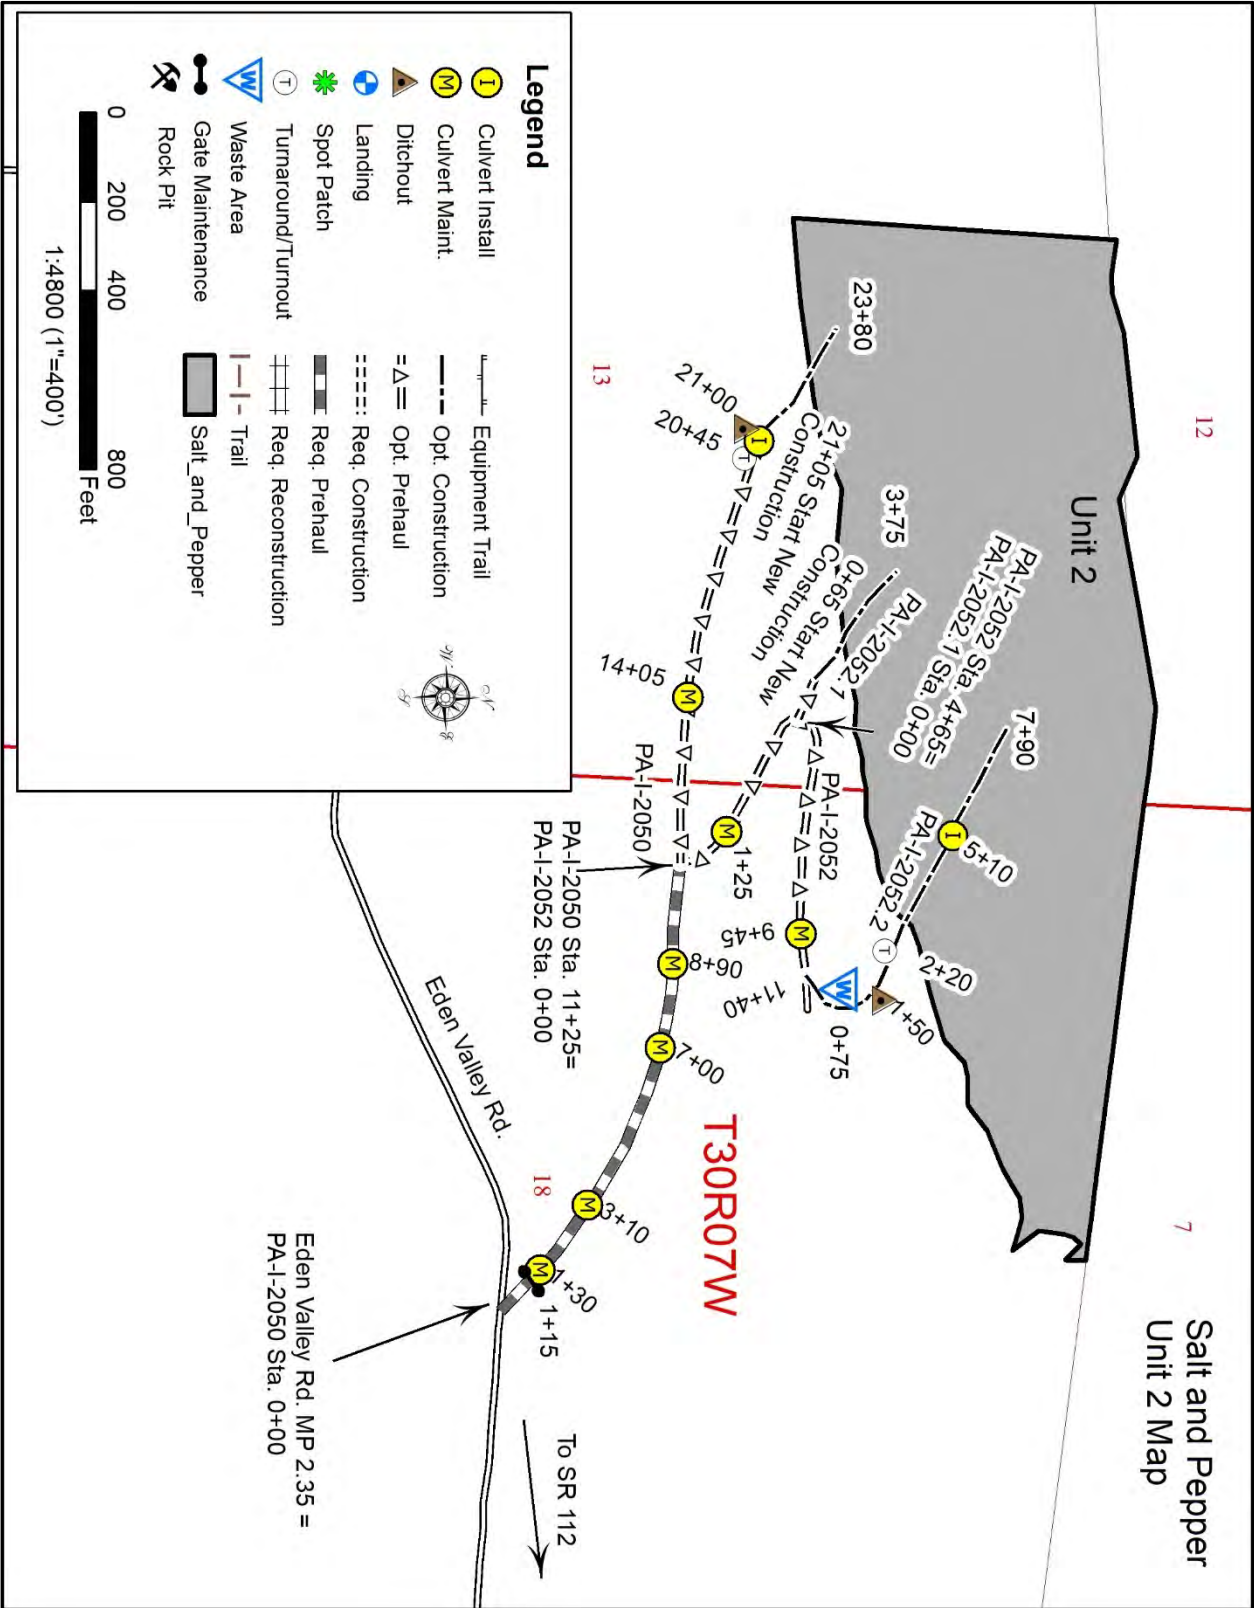 Salt and Pepper
Unit 2 Map
12
7
Unit 2
13
18
T30R07W
23+80
21+00
20+45
21+05 Start New
Construction
3+75
0+65 Start New
Construction
PA-I-2052.1
PA-I-2052 Sta. 4+65=
PA-I-2052.1 Sta. 0+00
7+90
I
5+10
PA-I-2052.2
T
2+20
1+50
W
0+75
11+40
M
9+45
PA-I-2052
M
1+25
I
T
M
14+05
PA-I-2050
PA-I-2050 Sta. 11+25=
PA-I-2052 Sta. 0+00
M
8+90
M
7+00
M
3+10
M
1+30
1+15
Eden Valley Rd.
Eden Valley Rd. MP 2.35 =
PA-I-2050 Sta. 0+00
To SR 112
Legend
I Culvert Install
M Culvert Maint.
Ditchout
Landing
Spot Patch
T Turnaround/Turnout
W Waste Area
Gate Maintenance
Rock Pit
Equipment Trail
Opt. Construction
Opt. Prehaul
Req. Construction
Req. Prehaul
Req. Reconstruction
Trail
Salt_and_Pepper
N
E
S
W
0 200 400 800
Feet
1:4800 (1"=400')